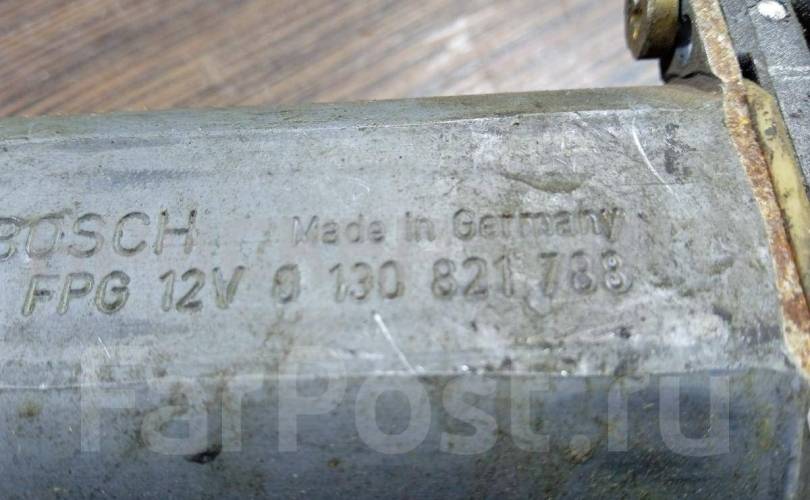 BOSCH Made in Germany
FPG 12V 0 130 821 788
FarPost.ru